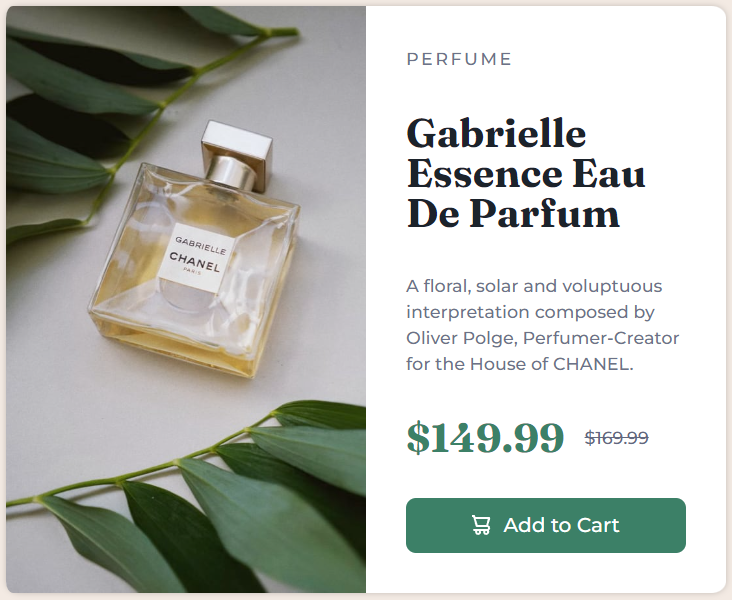 GABRIELLE
CHANEL
PARIS
PERFUME
Gabrielle
Essence Eau
De Parfum
A floral, solar and voluptuous
interpretation composed by
Oliver Polge, Perfumer-Creator
for the House of CHANEL.
$149.99 $169.99
Add to Cart